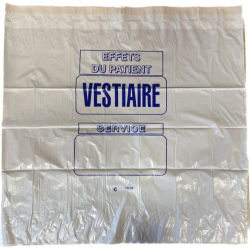 EFFETS
DU PATIENT
VESTIAIRE
SERVICE
C